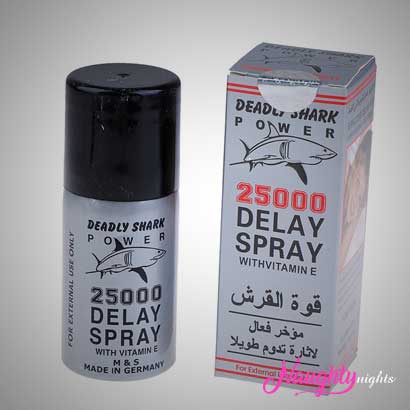 DEADLY SHARK
POWER
25000
DELAY
SPRAY
WITH VITAMIN E
M & S
MADE IN GERMANY
FOR EXTERNAL USE ONLY
DEADLY SHARK
POWER
25000
DELAY
SPRAY
WITHVITAMIN E
قوة القرش
مؤخر فعال
لاثارة تدوم طويلا
For External
Naughty nights